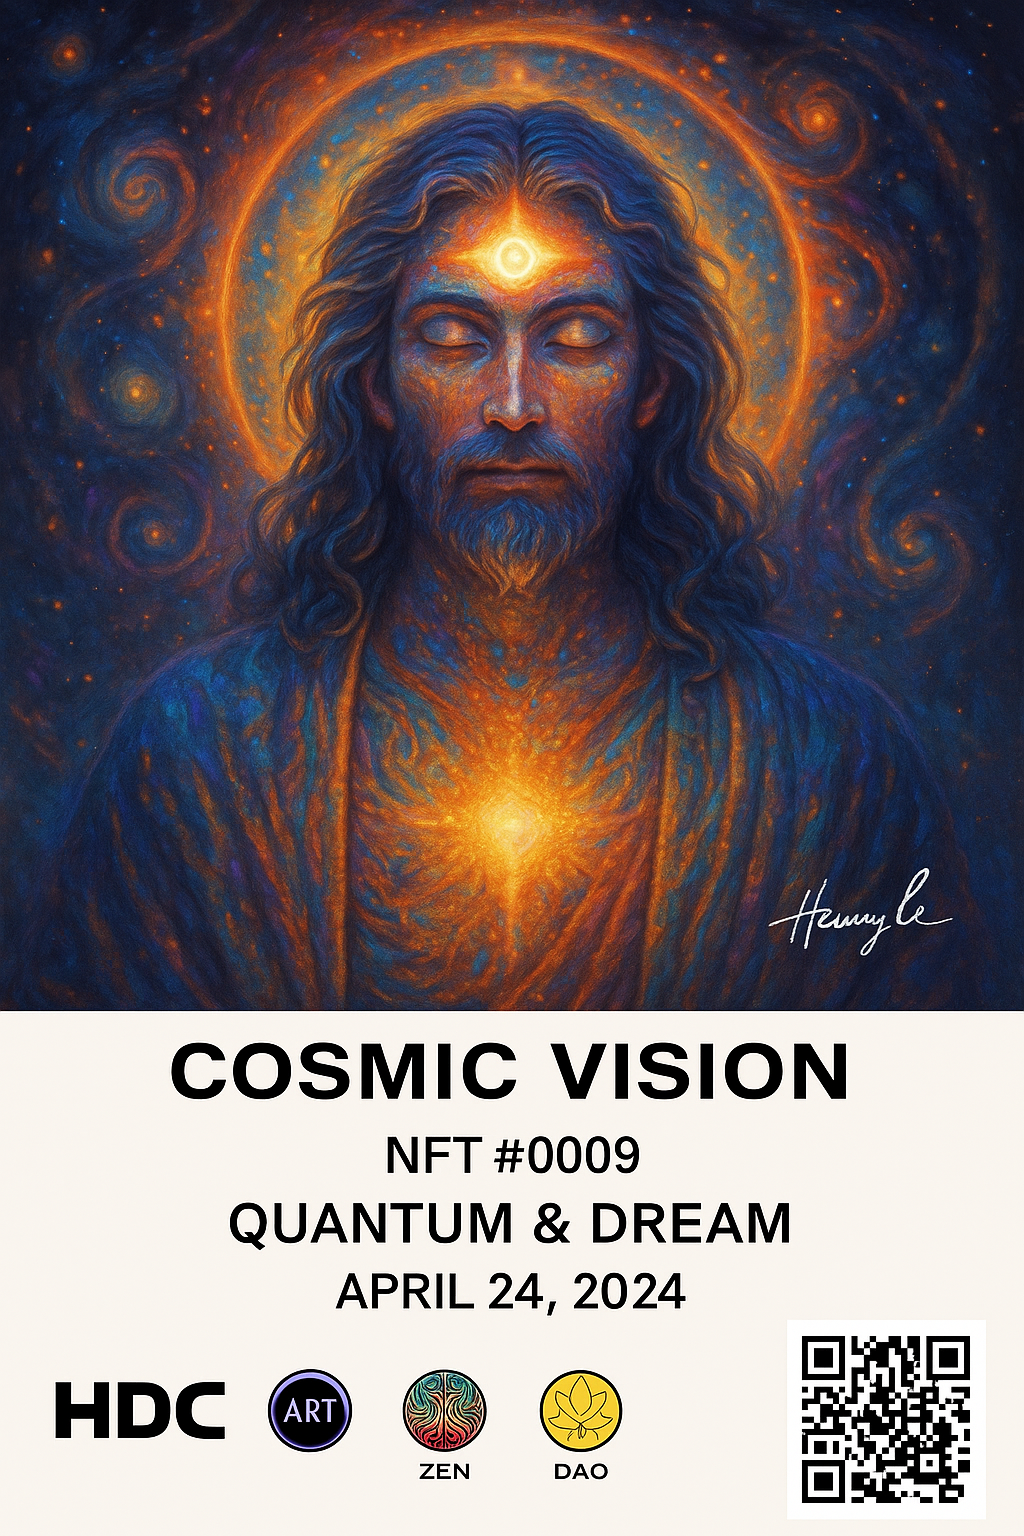 Henry Le
COSMIC VISION
NFT #0009
QUANTUM & DREAM
APRIL 24, 2024
HDC
ART
ZEN
DAO